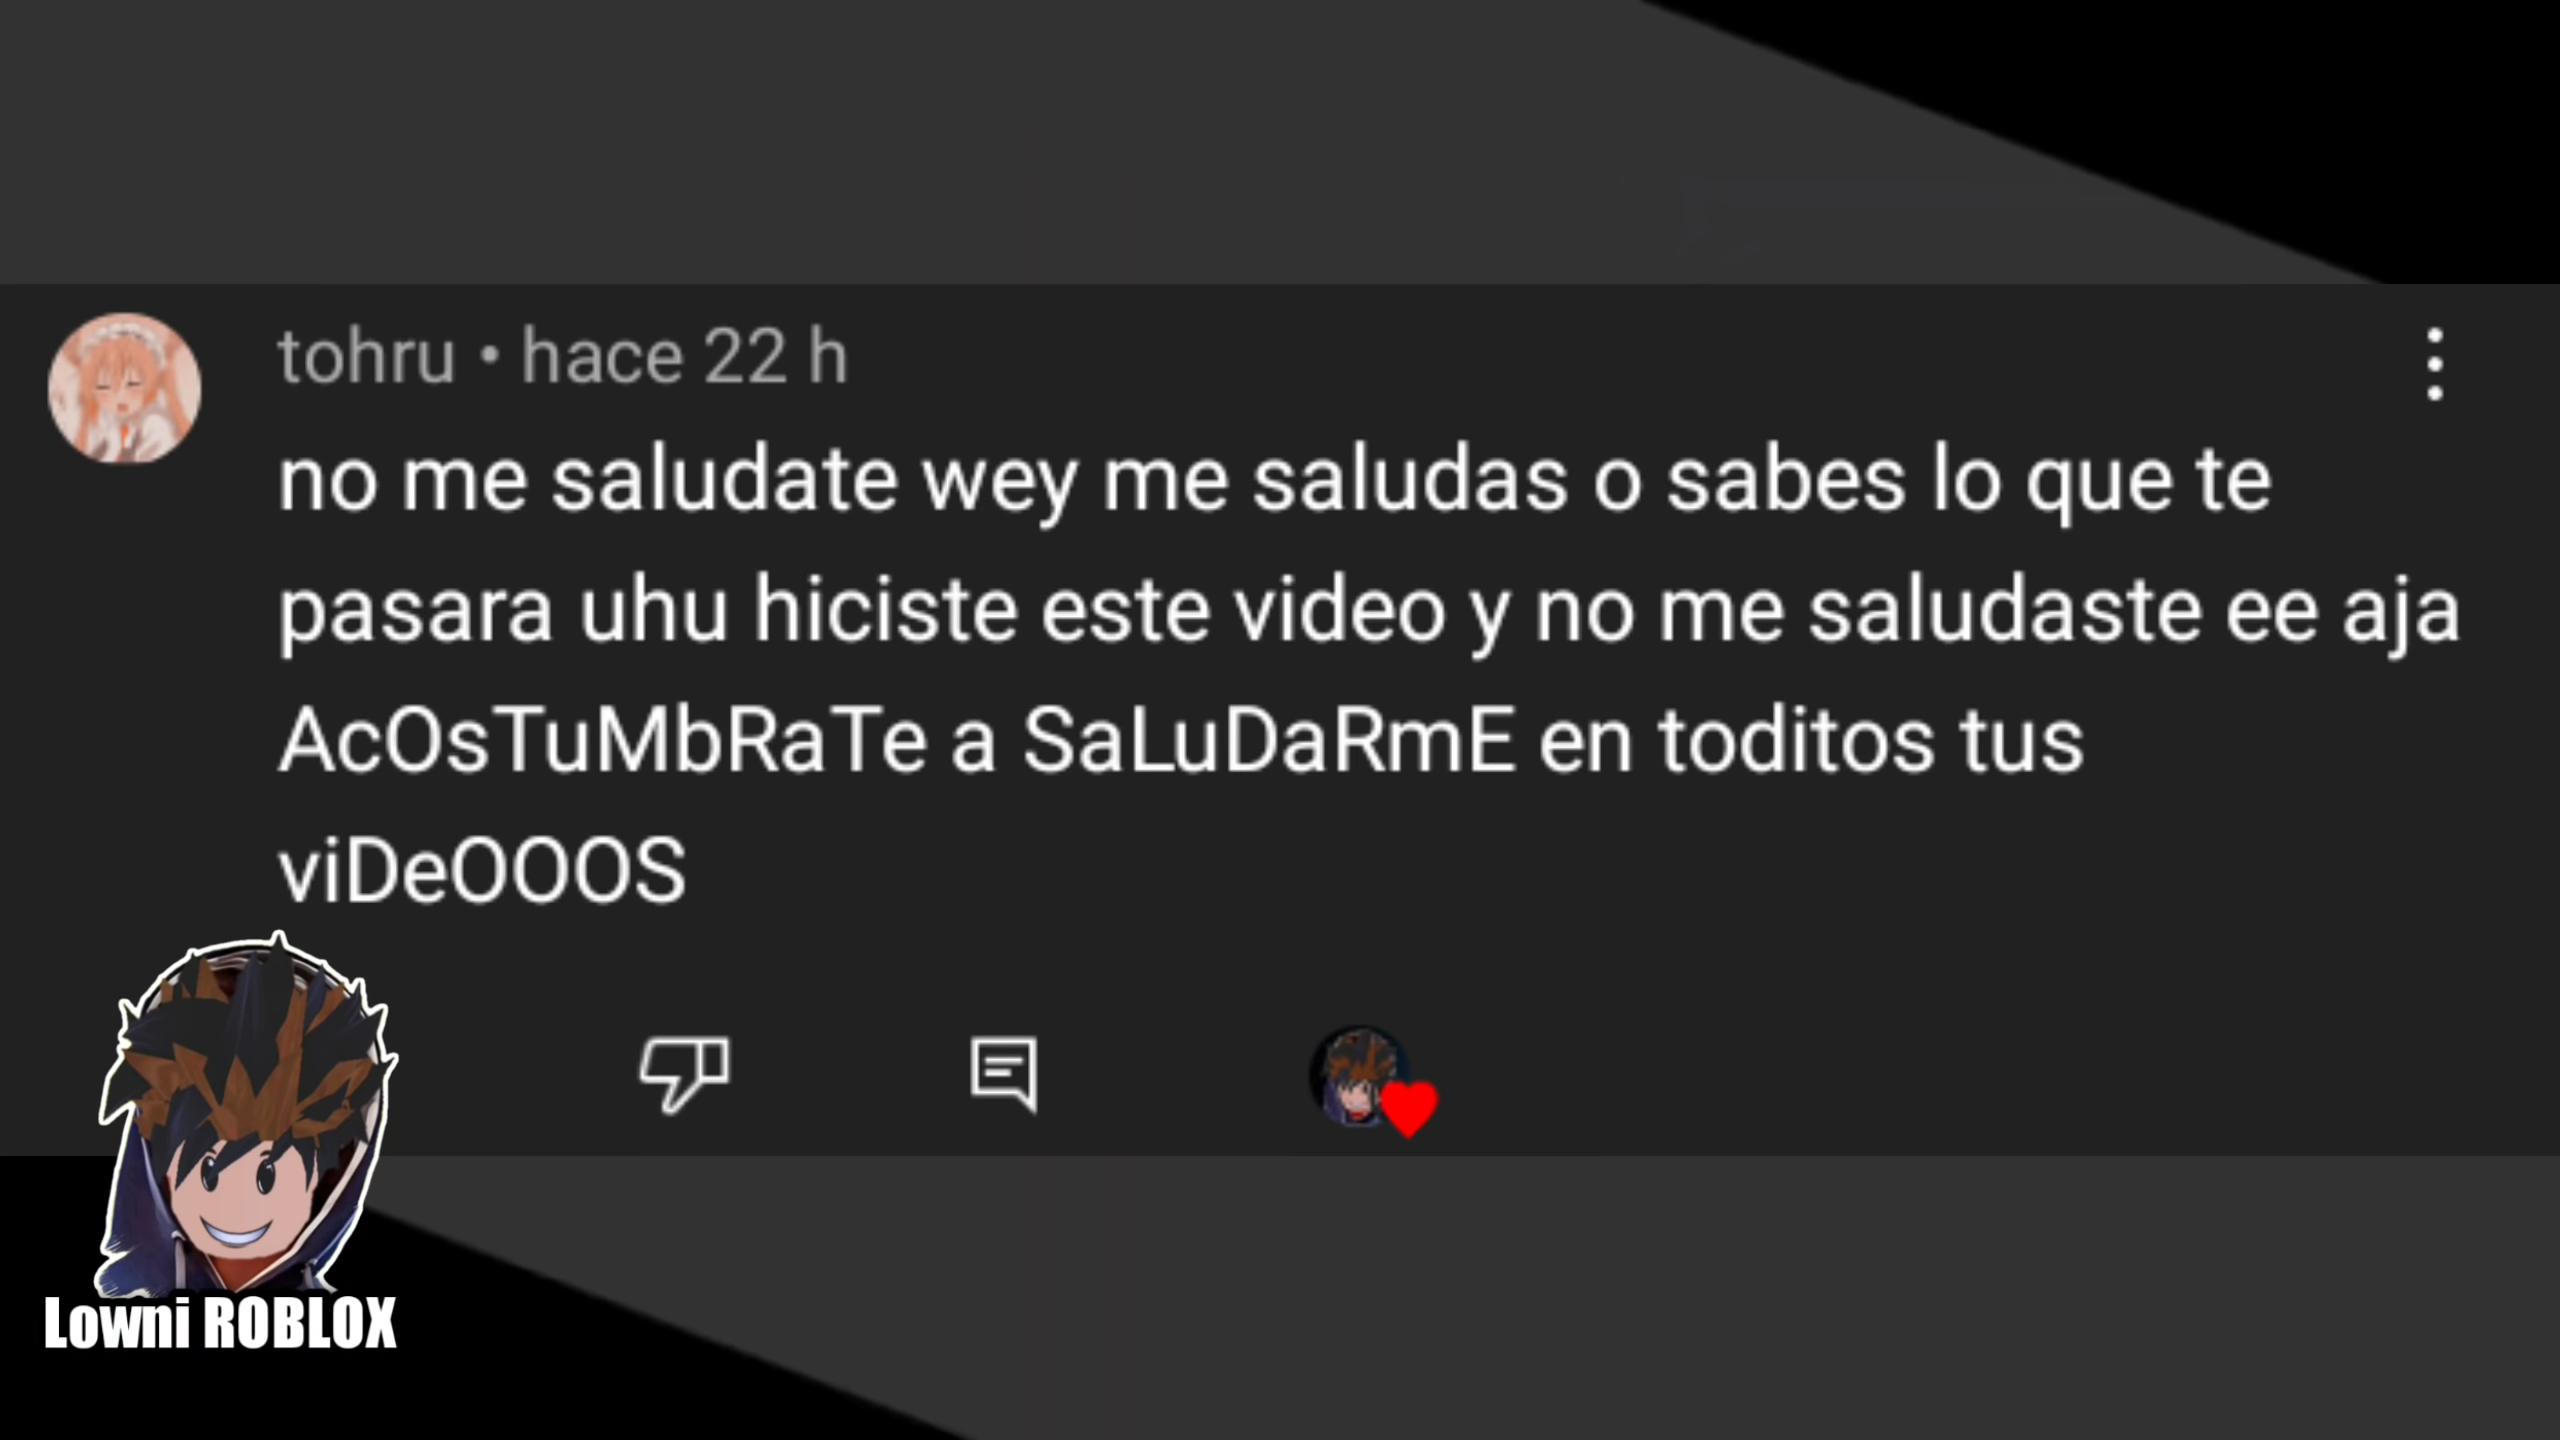 tohru • hace 22 h
no me saludate wey me saludas o sabes lo que te
pasara uhu hiciste este video y no me saludaste ee aja
AcOsTuMbRaTe a SaLuDaRmE en toditos tus
viDeOOOS
Lowni ROBLOX